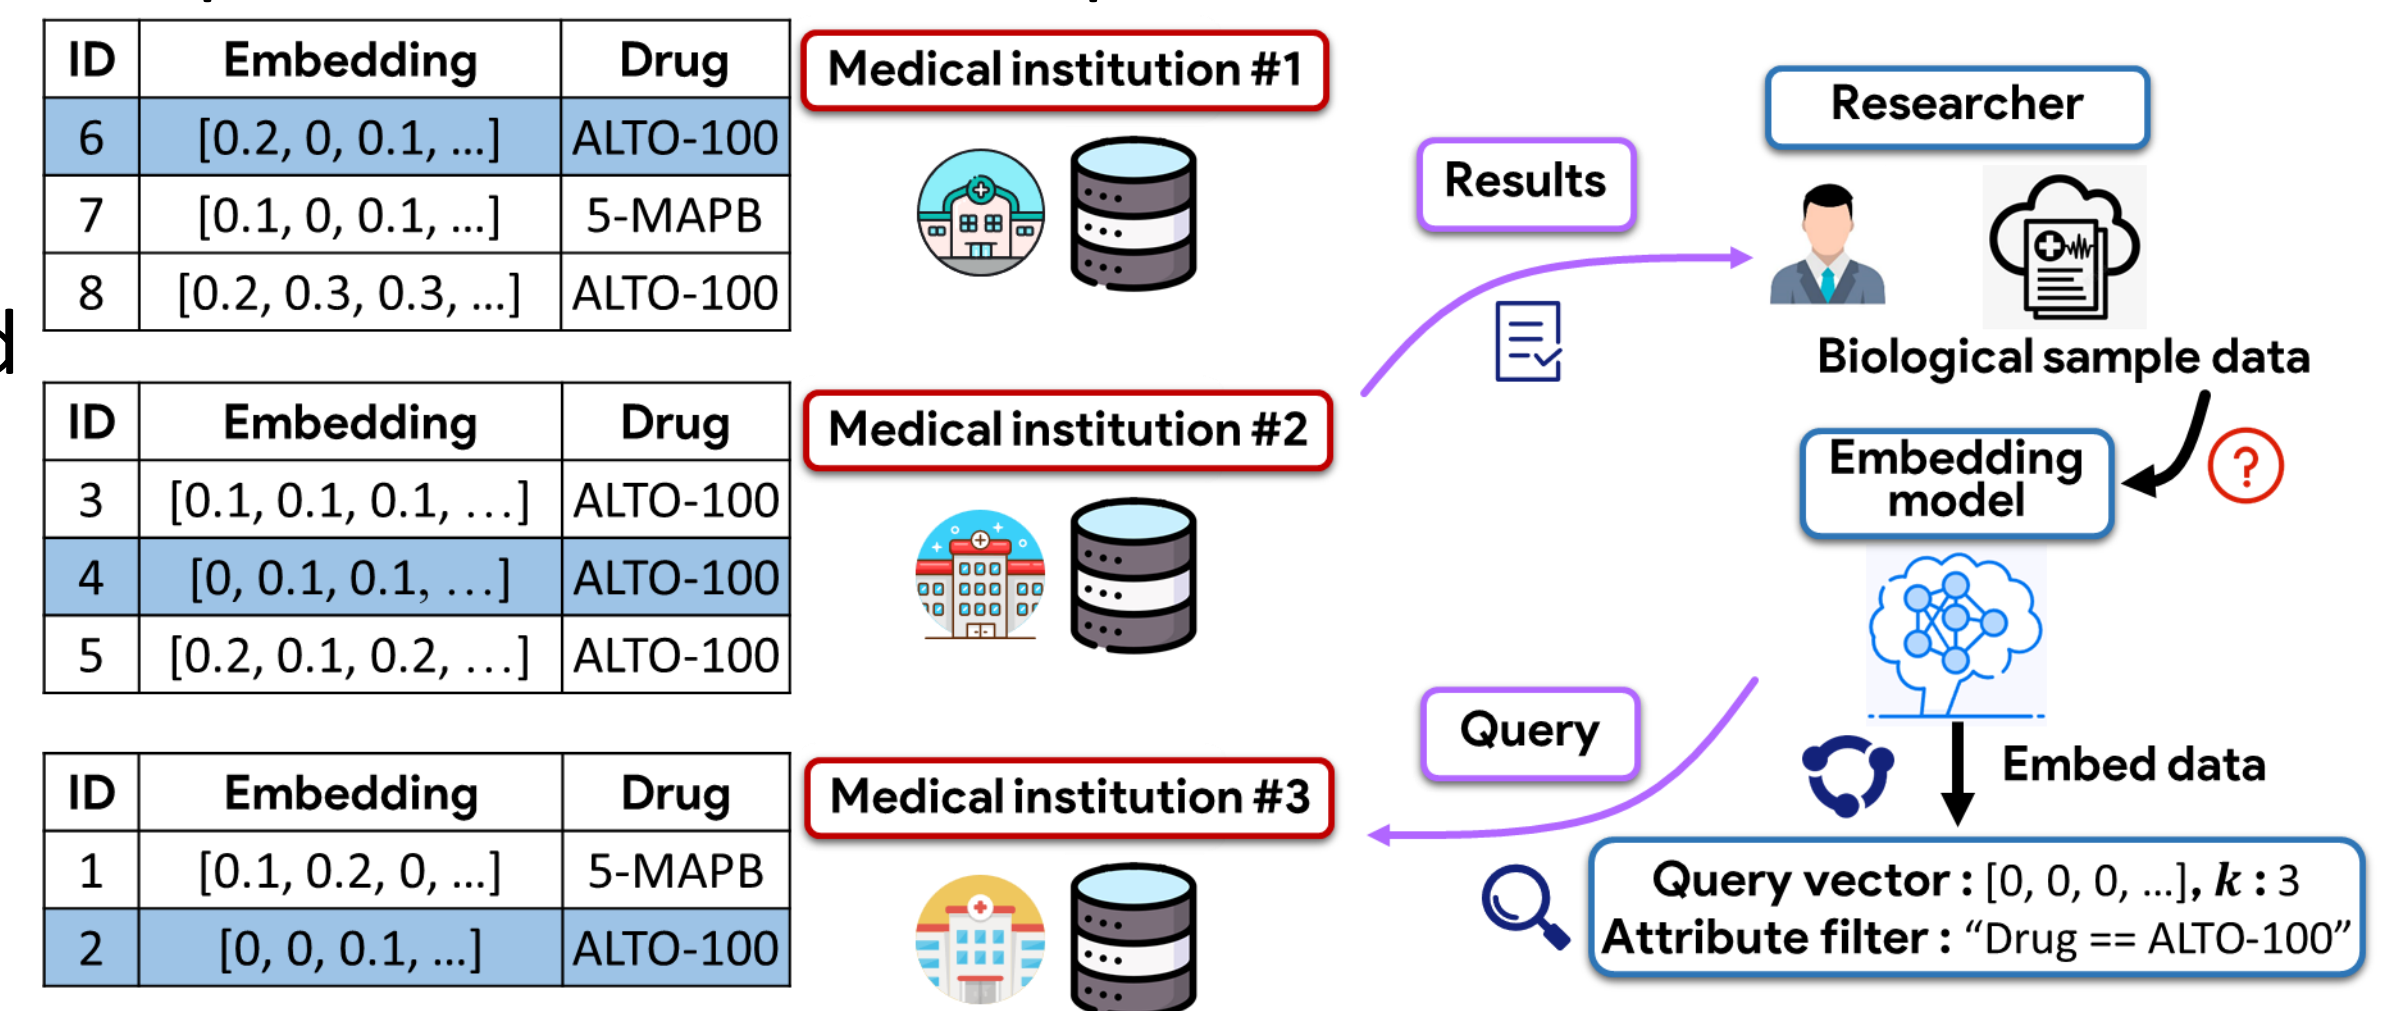 ID Embedding Drug
6 [0.2, 0, 0.1, ...] ALTO-100
7 [0.1, 0, 0.1, ...] 5-MAPB
8 [0.2, 0.3, 0.3, ...] ALTO-100
Medical institution #1
d
ID Embedding Drug
3 [0.1, 0.1, 0.1, ...] ALTO-100
4 [0, 0.1, 0.1, ...] ALTO-100
5 [0.2, 0.1, 0.2, ...] ALTO-100
Medical institution #2
ID Embedding Drug
1 [0.1, 0.2, 0, ...] 5-MAPB
2 [0, 0, 0.1, ...] ALTO-100
Medical institution #3
Results
Query
Researcher
Biological sample data
?
Embedding
model
Embed data
Query vector : [0, 0, 0, ...], k : 3
Attribute filter : “Drug == ALTO-100”